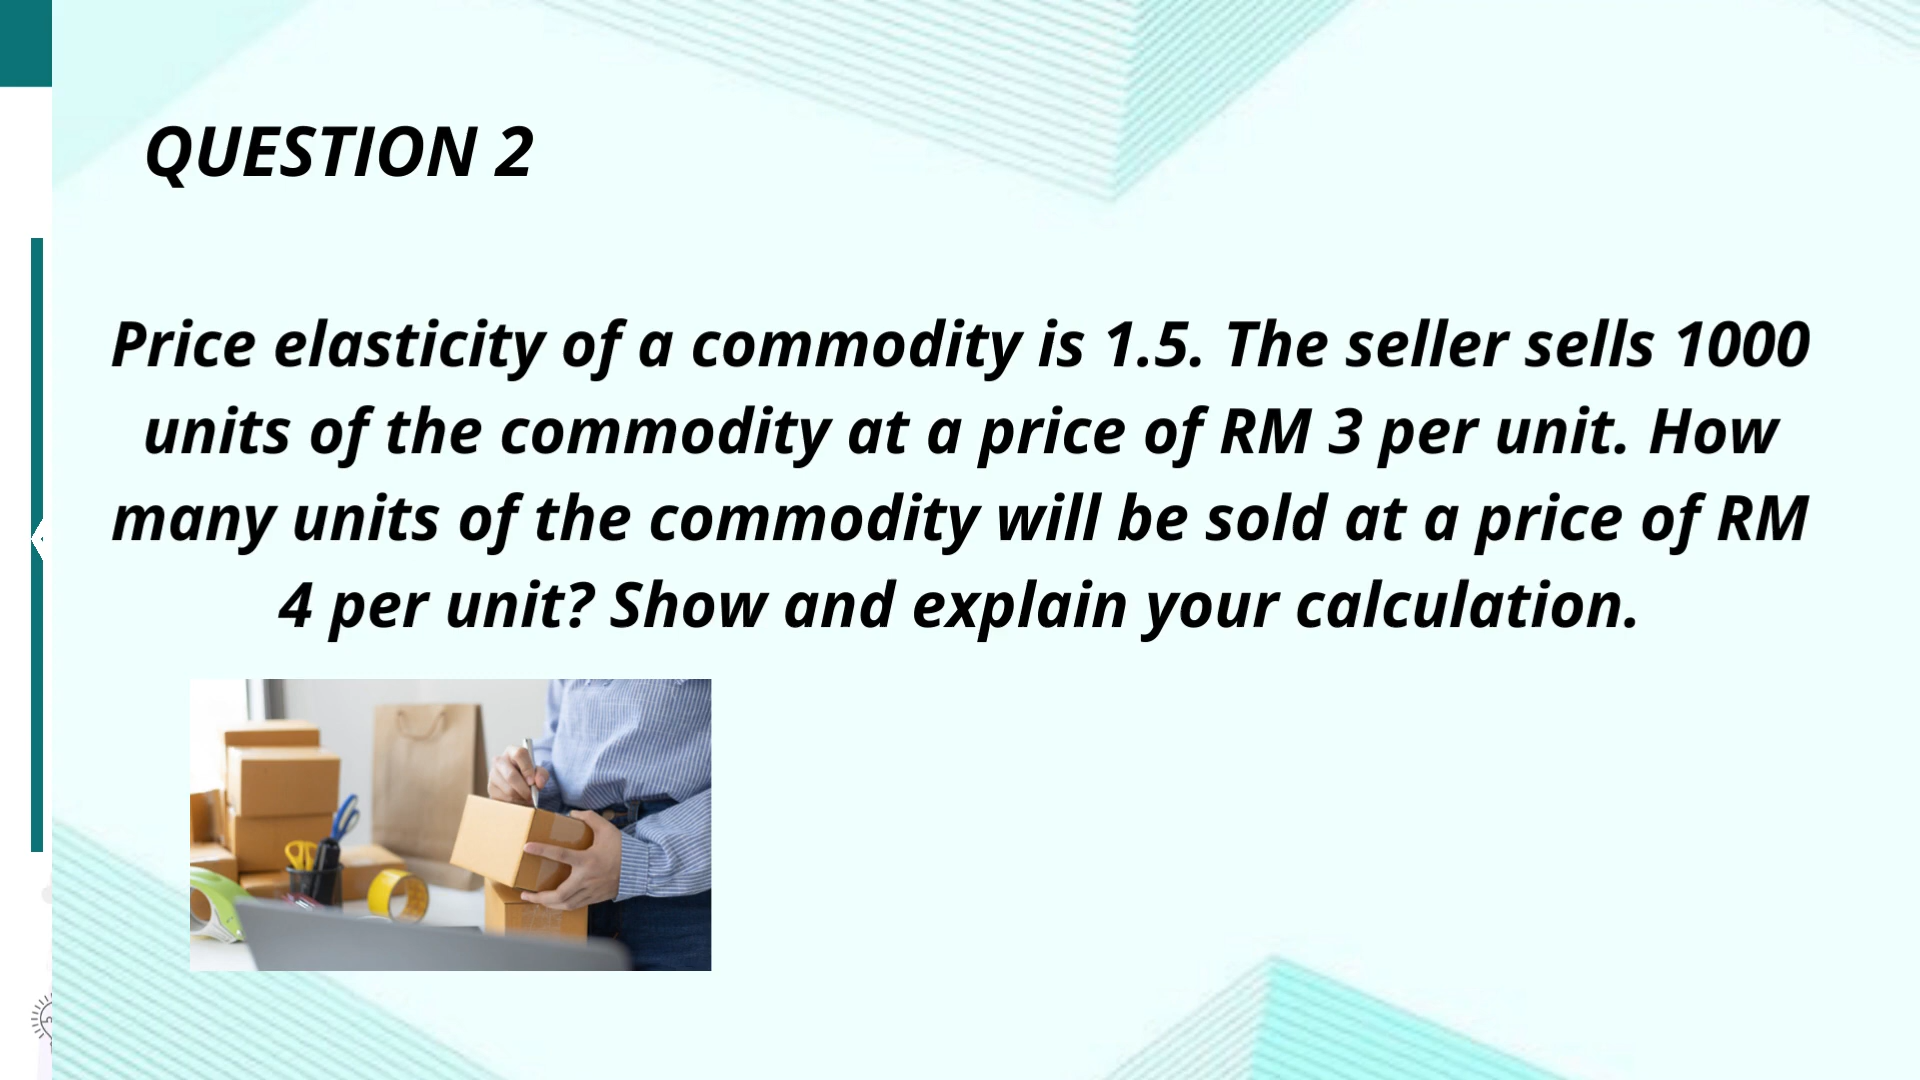 QUESTION 2
Price elasticity of a commodity is 1.5. The seller sells 1000
units of the commodity at a price of RM 3 per unit. How
many units of the commodity will be sold at a price of RM
4 per unit? Show and explain your calculation.